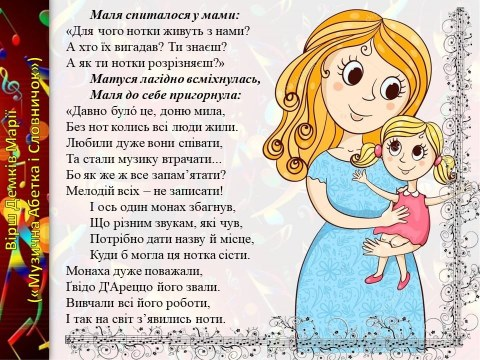 Маля спиталося у мами:
«Для чого нотки живуть з нами?
А хто їх вигадав? Ти знаєш?
А як ти нотки розрізняєш?»
Матуся лагідно всміхнулась,
Маля до себе пригорнула:
«Давно було́ це, доню мила,
Без нот колись всі люди жили.
Любили дуже вони співати,
Та стали музику втрачати...
Бо як же ж все запам’ятати?
Мелодій всіх – не записати!
І ось один монах збагнув,
Що різним звукам, які чув,
Потрібно дати назву й місце,
Куди б могла ця нотка сісти.
Монаха дуже поважали,
Ґвідо Д'Ареццо його звали.
Вивчали всі його роботи,
І так на світ з’явились ноти.
Вірш Демків Марії
(«Музична Абетка і Словничок»)